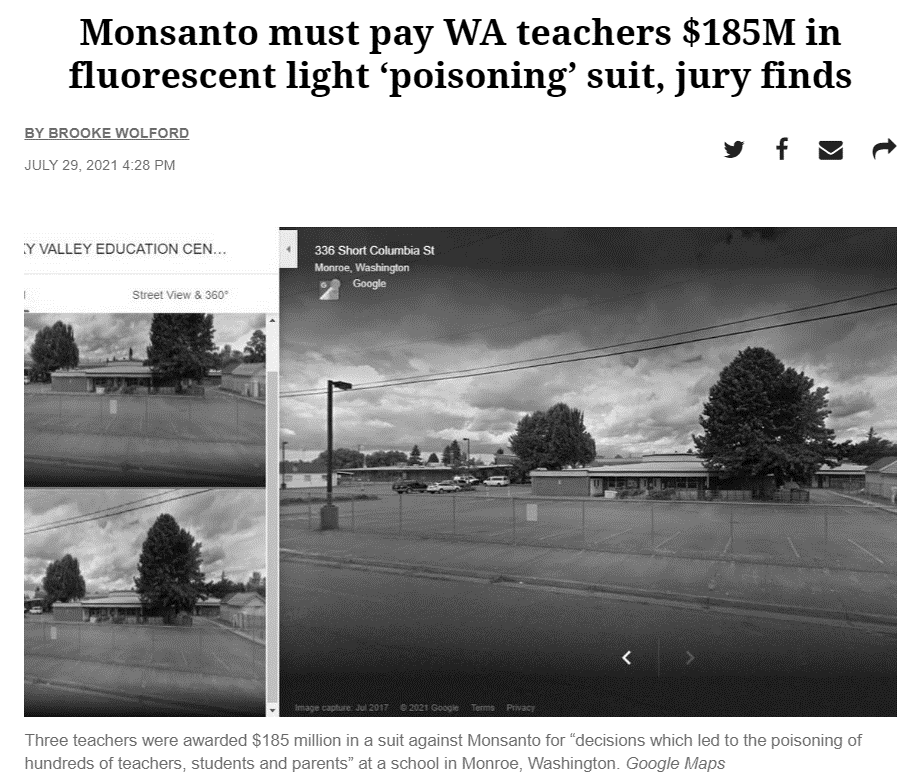 Monsanto must pay WA teachers $185M in
fluorescent light ‘poisoning’ suit, jury finds
BY BROOKE WOLFORD
JULY 29, 2021 4:28 PM
Y VALLEY EDUCATION CEN...
Street View & 360°
336 Short Columbia St
Monroe, Washington
Google
Image capture: Jul 2017 © 2021 Google Terms Privacy
Three teachers were awarded $185 million in a suit against Monsanto for “decisions which led to the poisoning of
hundreds of teachers, students and parents” at a school in Monroe, Washington. Google Maps